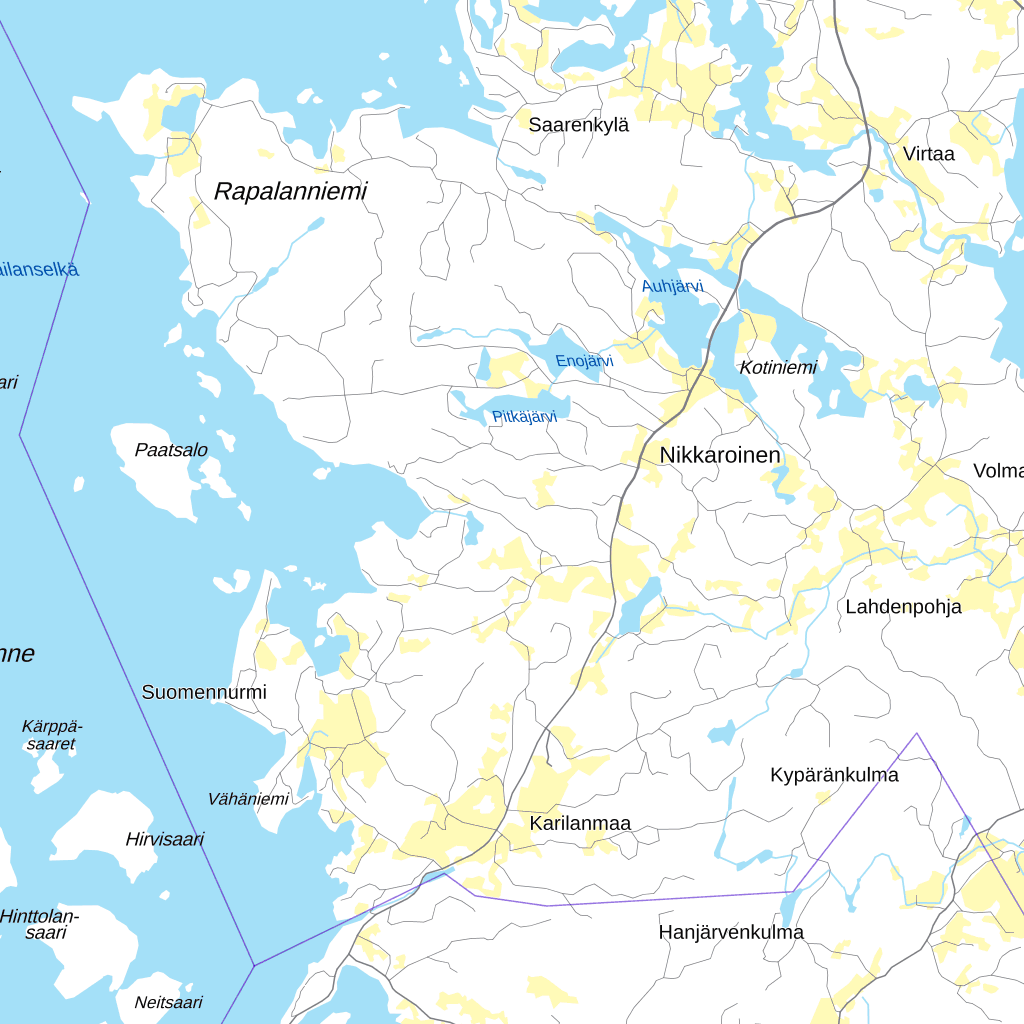 Saarenkylä
Virtaa
Rapalanniemi
Auhjärvi
Enojärvi
Kotiniemi
Pitkäjärvi
Paatsalo
Nikkaroinen
Lahdenpohja
Suomennurmi
Kärppä-
saaret
Kypäränkulma
Vähäniemi
Karilanmaa
Hirvisaari
Hinttolan-
saari
Hanjärvenkulma
Neitsaari